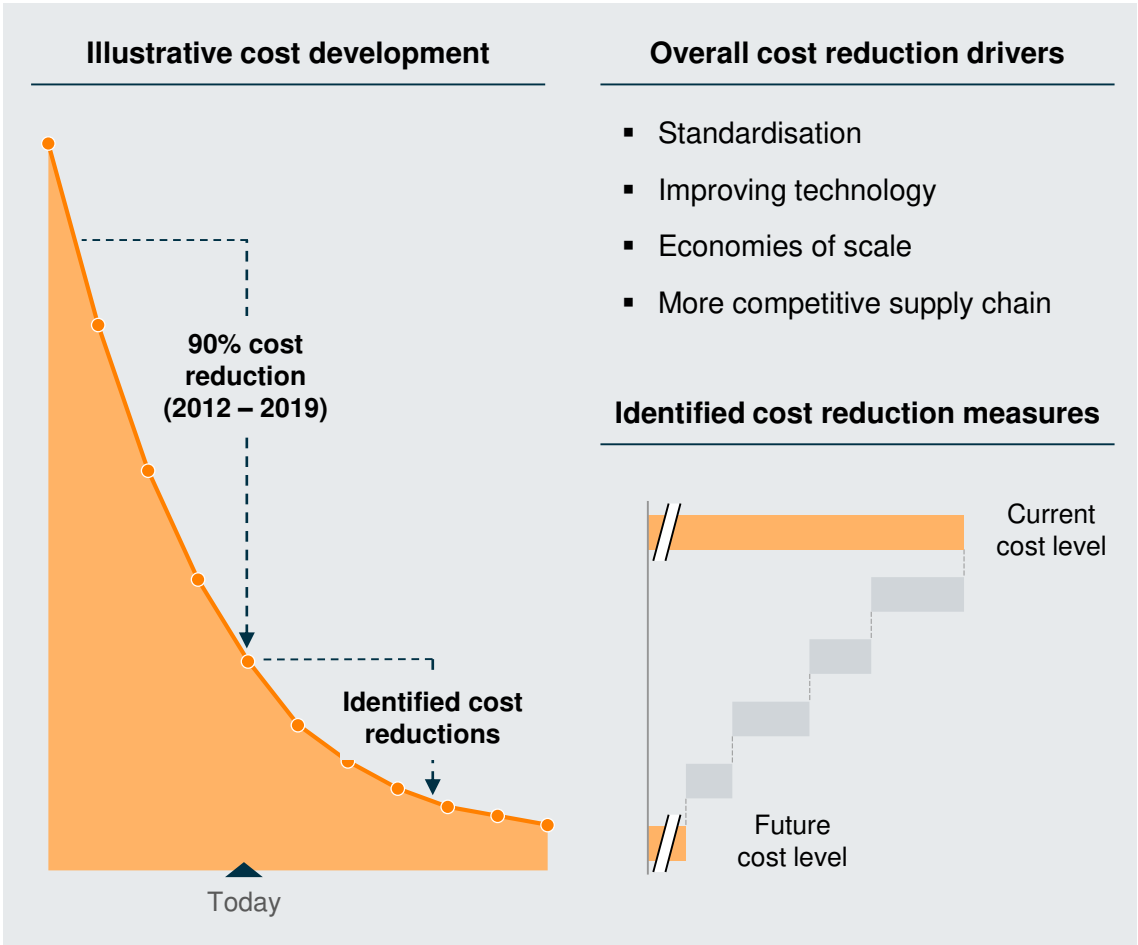 Illustrative cost development
90% cost
reduction
(2012 – 2019)
Identified cost
reductions
Today
Overall cost reduction drivers
▪ Standardisation
▪ Improving technology
▪ Economies of scale
▪ More competitive supply chain
Identified cost reduction measures
Current
cost level
Future
cost level